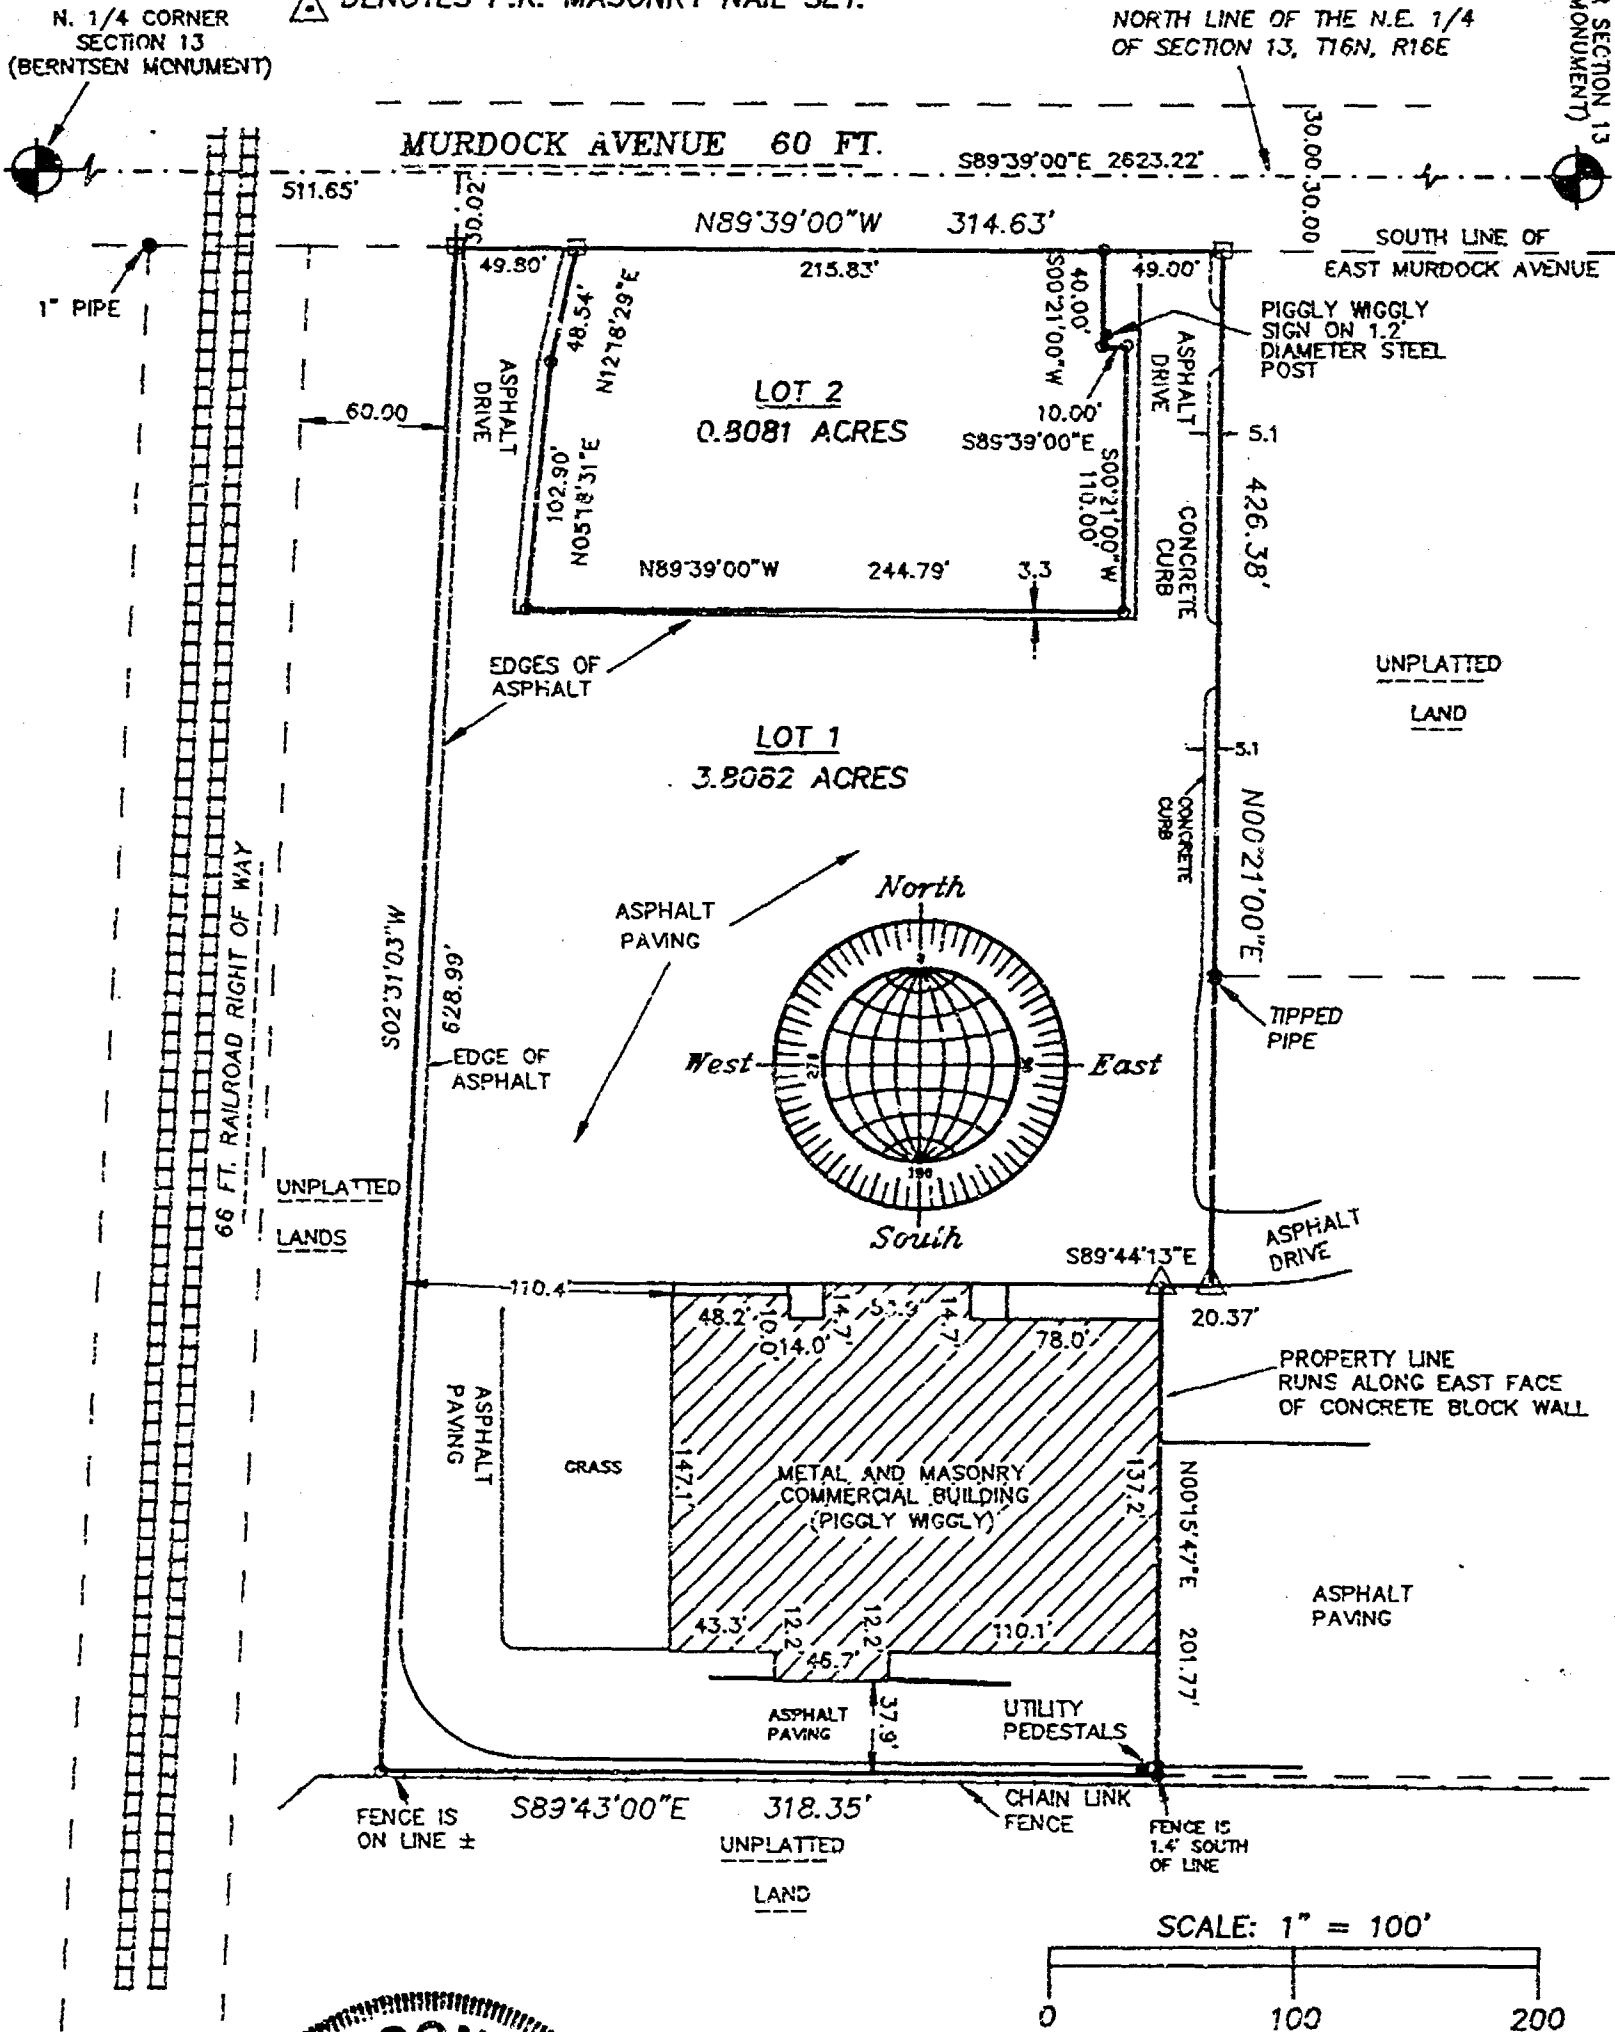 DENOTES P.K. MASONRY NAIL SET.
N. 1/4 CORNER
SECTION 13
(BERNTSEN MONUMENT)
NORTH LINE OF THE N.E. 1/4
OF SECTION 13, T16N, R16E
SECTION 13
MONUMENT)
MURDOCK AVENUE 60 FT.
S89°39'00"E 2623.22'
30.00
30.00
511.65'
30.02
N89°39'00"W 314.63'
SOUTH LINE OF
EAST MURDOCK AVENUE
1" PIPE
49.80'
215.83'
49.00'
48.54'
N12°18'29"E
40.00'
S00°21'00"W
PIGGLY WIGGLY
SIGN ON 1.2'
DIAMETER STEEL
POST
ASPHALT
DRIVE
ASPHALT
DRIVE
60.00
LOT 2
0.8081 ACRES
10.00'
S89°39'00"E
5.1
102.90'
N05°18'31"E
S00°21'00"W
110.00'
CONCRETE
CURB
426.38'
N89°39'00"W 244.79' 3.3
EDGES OF
ASPHALT
UNPLATTED
LAND
LOT 1
3.8082 ACRES
5.1
CONCRETE
CURB
N00°21'00"E
ASPHALT
PAVING
North
West
East
South
270
180
S02°31'03"W
628.99'
66 FT. RAILROAD RIGHT OF WAY
EDGE OF
ASPHALT
TIPPED
PIPE
UNPLATTED
LANDS
ASPHALT
DRIVE
S89°44'13"E
110.4
48.2'
10.0'
14.0'
14.7'
14.7'
78.0'
20.37'
PROPERTY LINE
RUNS ALONG EAST FACE
OF CONCRETE BLOCK WALL
ASPHALT
PAVING
GRASS
147.1'
METAL AND MASONRY
COMMERCIAL BUILDING
(PIGGLY WIGGLY)
137.2'
N00°15'47"E 201.77'
ASPHALT
PAVING
43.3'
12.2'
12.2'
46.7'
110.1'
ASPHALT
PAVING
37.9'
UTILITY
PEDESTALS
FENCE IS
ON LINE ±
S89°43'00"E 318.35'
CHAIN LINK
FENCE
FENCE IS
1.4' SOUTH
OF LINE
UNPLATTED
LAND
SCALE: 1" = 100'
0 100 200